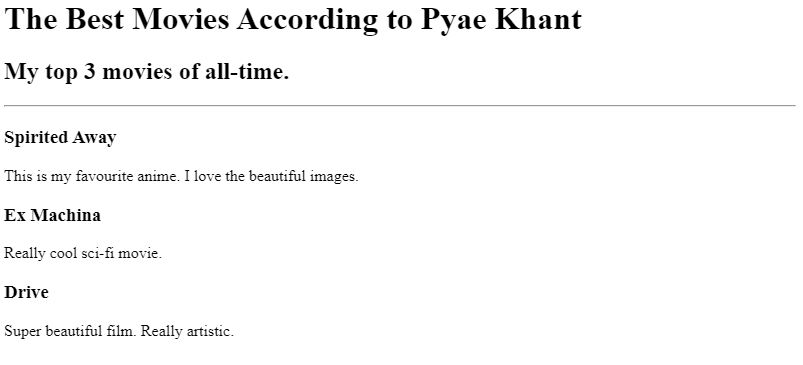 The Best Movies According to Pyae Khant
My top 3 movies of all-time.
Spirited Away
This is my favourite anime. I love the beautiful images.
Ex Machina
Really cool sci-fi movie.
Drive
Super beautiful film. Really artistic.